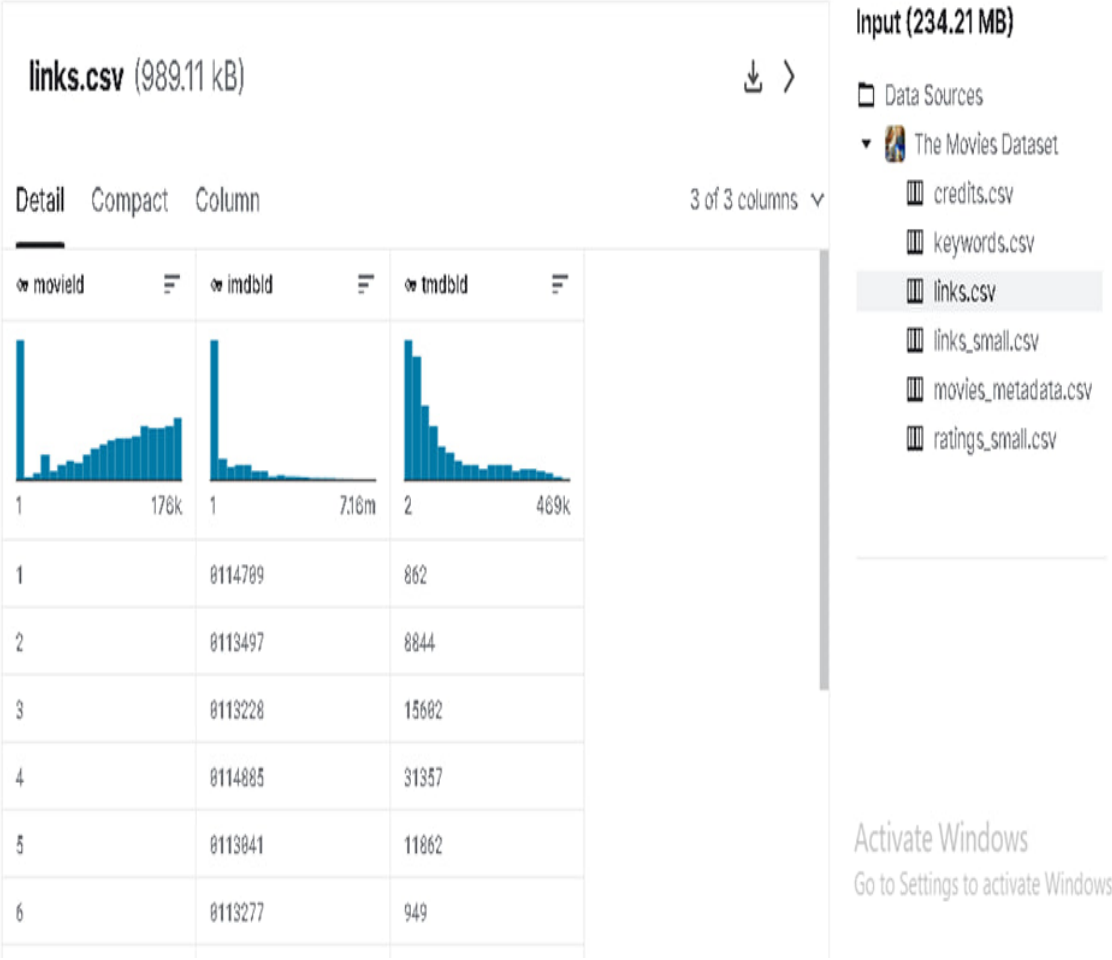 links.csv (989.11 kB)
Detail Compact Column 3 of 3 columns
movieId imdbId tmdbId
1 176k 1 7.16m 2 469k
1 0114709 862
2 0113497 8844
3 0113228 15602
4 0114885 31357
5 0113041 11862
6 0113277 949
Input (234.21 MB)
Data Sources
The Movies Dataset
credits.csv
keywords.csv
links.csv
links_small.csv
movies_metadata.csv
ratings_small.csv
Activate Windows
Go to Settings to activate Windows